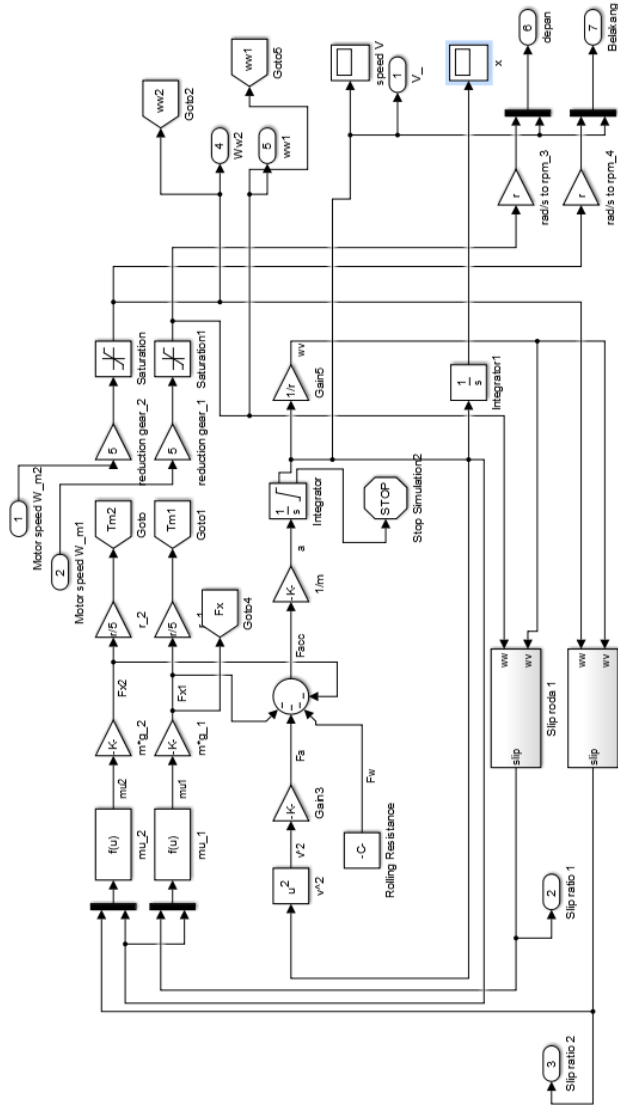 1
Motor speed W_m2
2
Motor speed W_m1
5
reduction gear_2
5
reduction gear_1
Saturation
Saturation1
ww2
Goto2
ww1
Goto5
4
Ww2
5
ww1
f(u)
mu_2
mu2
-K-
m*g_2
Fx2
r/5
r_2
Tm2
Goto
f(u)
mu_1
mu1
-K-
m*g_1
Fx1
r/5
r_1
Tm1
Goto1
Fx
Goto4
u²
v^2
v^2
-K-
Gain3
Fa
Facc
-K-
1/m
a
1
s
Integrator
1/r
Gain5
wv
speed V
1
V_
-C-
Rolling Resistance
Fw
STOP
Stop Simulation2
1
s
Integrator1
x
r
rad/s to rpm_3
6
depan
r
rad/s to rpm_4
7
Belakang
slip
ww
wv
Slip roda 1
slip
ww
wv
2
Slip ratio 1
3
Slip ratio 2